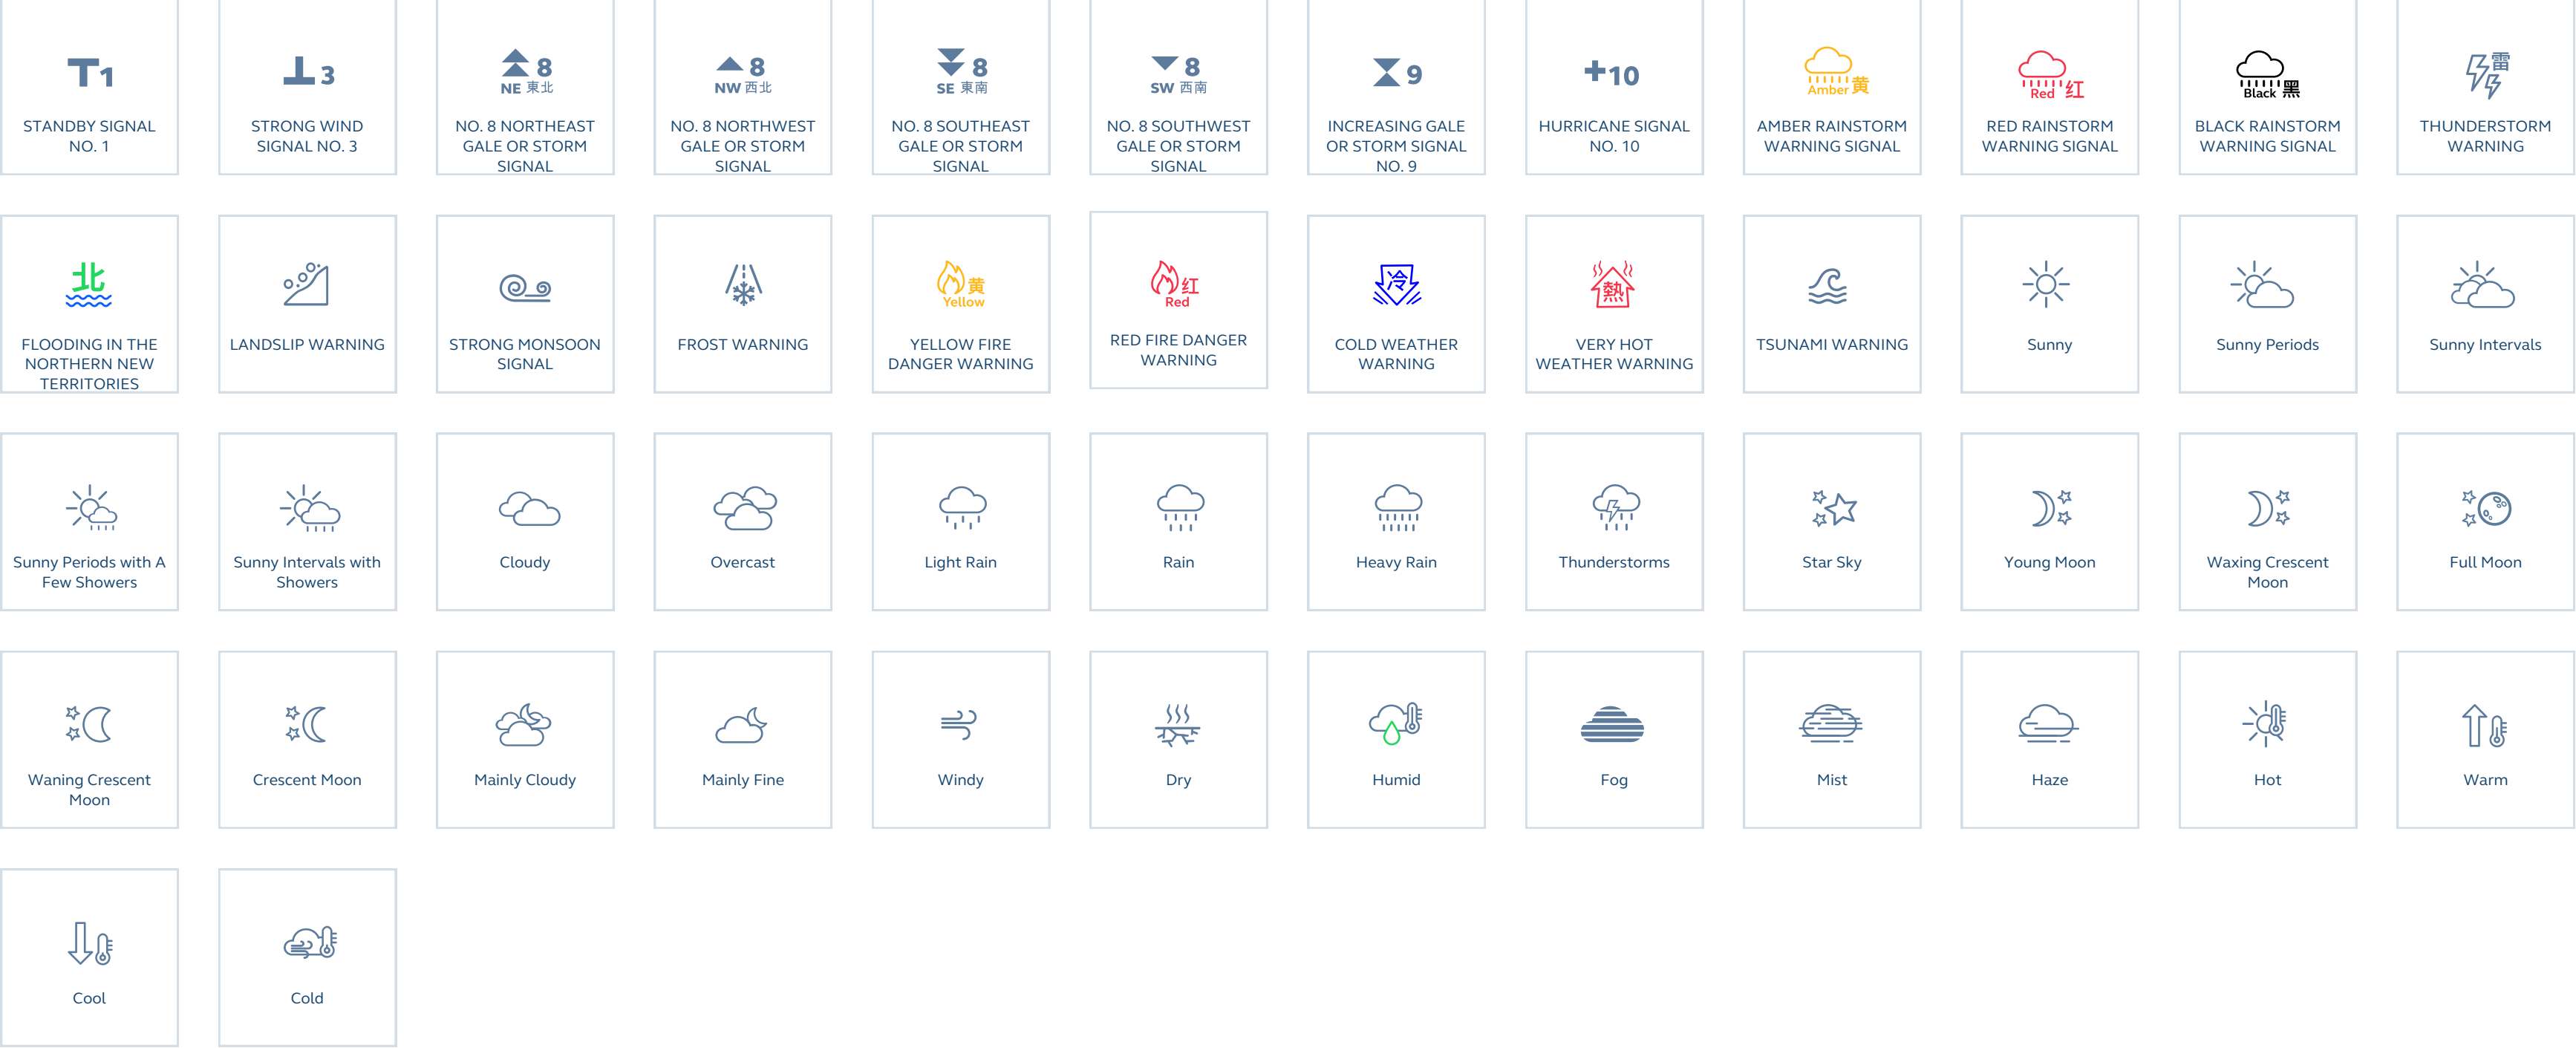 T1
STANDBY SIGNAL
NO. 1
3
STRONG WIND
SIGNAL NO. 3
8
NE 東北
NO. 8 NORTHEAST
GALE OR STORM
SIGNAL
8
NW 西北
NO. 8 NORTHWEST
GALE OR STORM
SIGNAL
8
SE 東南
NO. 8 SOUTHEAST
GALE OR STORM
SIGNAL
8
SW 西南
NO. 8 SOUTHWEST
GALE OR STORM
SIGNAL
9
INCREASING GALE
OR STORM SIGNAL
NO. 9
+10
HURRICANE SIGNAL
NO. 10
Amber 黄
AMBER RAINSTORM
WARNING SIGNAL
Red 红
RED RAINSTORM
WARNING SIGNAL
Black 黑
BLACK RAINSTORM
WARNING SIGNAL
雷
THUNDERSTORM
WARNING
北
FLOODING IN THE
NORTHERN NEW
TERRITORIES
LANDSLIP WARNING
STRONG MONSOON
SIGNAL
FROST WARNING
黄
Yellow
YELLOW FIRE
DANGER WARNING
红
Red
RED FIRE DANGER
WARNING
冷
COLD WEATHER
WARNING
熱
VERY HOT
WEATHER WARNING
TSUNAMI WARNING
Sunny
Sunny Periods
Sunny Intervals
Sunny Periods with A
Few Showers
Sunny Intervals with
Showers
Cloudy
Overcast
Light Rain
Rain
Heavy Rain
Thunderstorms
Star Sky
Young Moon
Waxing Crescent
Moon
Full Moon
Waning Crescent
Moon
Crescent Moon
Mainly Cloudy
Mainly Fine
Windy
Dry
Humid
Fog
Mist
Haze
Hot
Warm
Cool
Cold